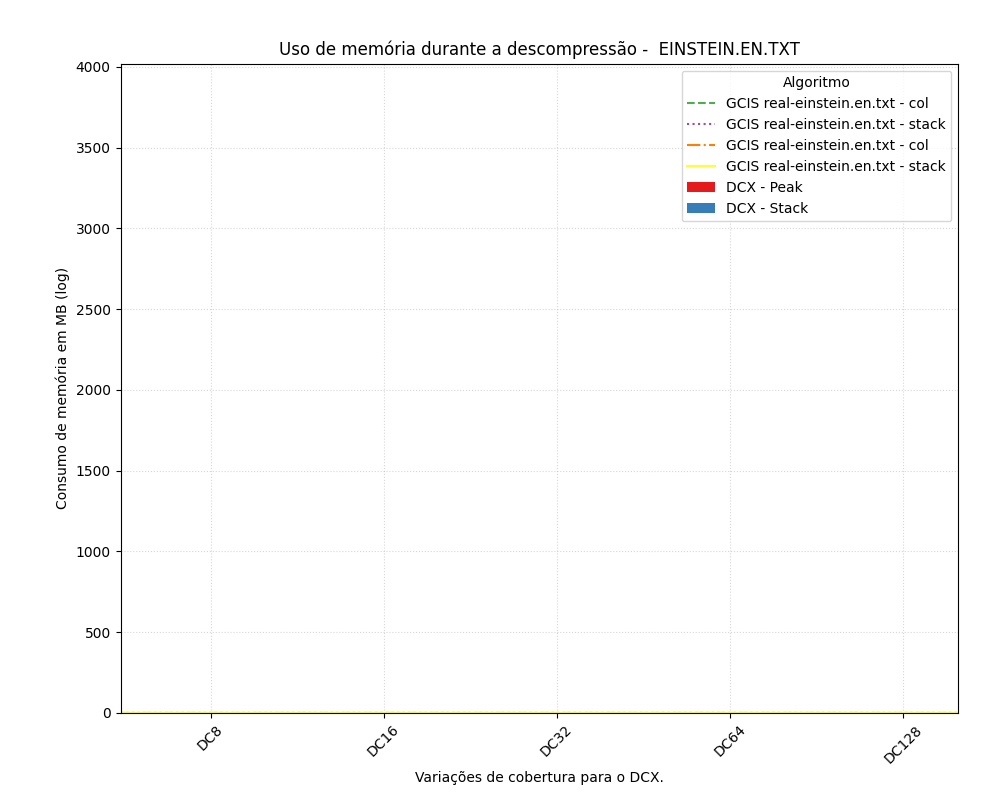 Uso de memória durante a descompressão -  EINSTEIN.EN.TXT
Algoritmo
GCIS real-einstein.en.txt - col
GCIS real-einstein.en.txt - stack
GCIS real-einstein.en.txt - col
GCIS real-einstein.en.txt - stack
DCX - Peak
DCX - Stack
Consumo de memória em MB (log)
4000
3500
3000
2500
2000
1500
1000
500
0
DC8
DC16
DC32
DC64
DC128
Variações de cobertura para o DCX.